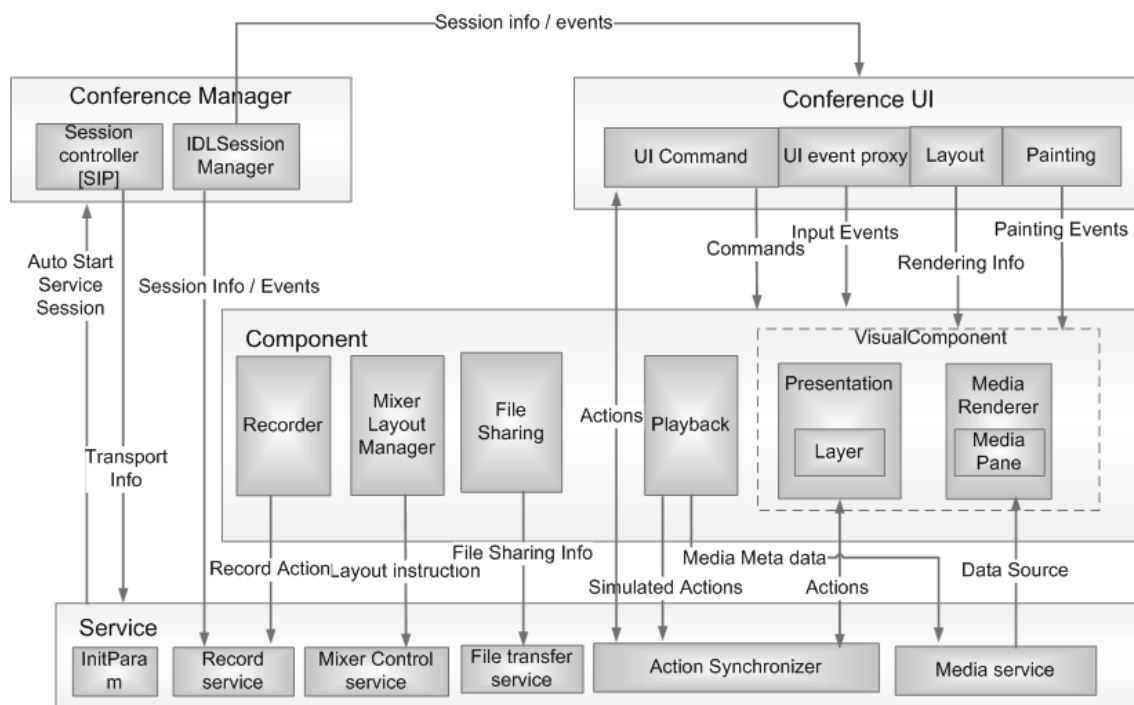 Session info / events
Conference Manager
Conference UI
Session
controller
[SIP]
IDLSession
Manager
UI Command
UI event proxy
Layout
Painting
Auto Start
Service
Session
Session Info / Events
Commands
Input Events
Rendering Info
Painting Events
Component
VisualComponent
Recorder
Mixer
Layout
Manager
File
Sharing
Actions
Playback
Presentation
Layer
Media
Renderer
Media
Pane
Transport
Info
Record Action
Layout instruction
File Sharing Info
Simulated Actions
Media Meta data
Actions
Data Source
Service
InitPara
m
Record
service
Mixer Control
service
File transfer
service
Action Synchronizer
Media service